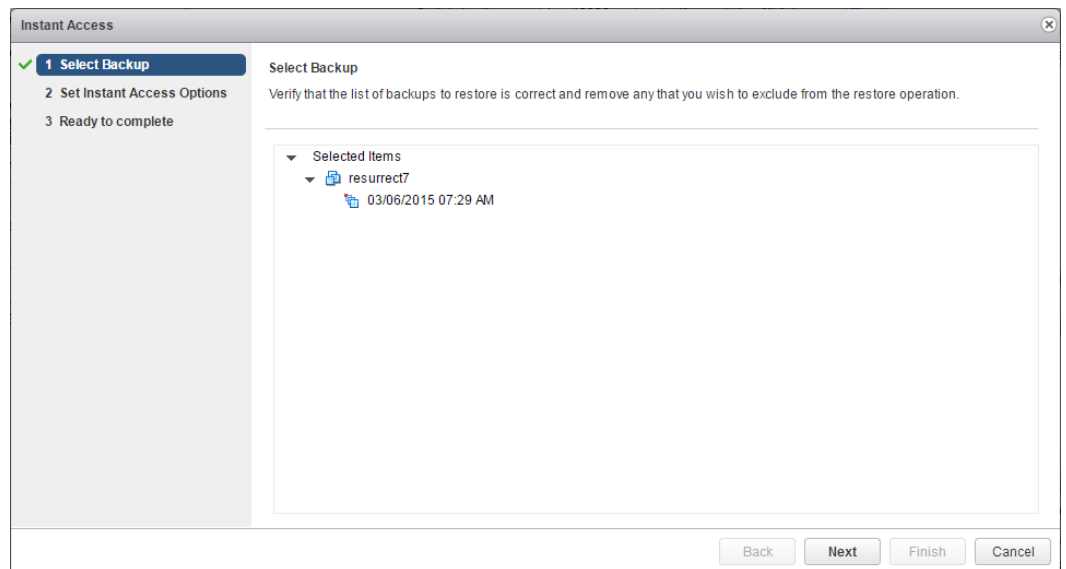 Instant Access
1 Select Backup
2 Set Instant Access Options
3 Ready to complete
Select Backup
Verify that the list of backups to restore is correct and remove any that you wish to exclude from the restore operation.
Selected Items
resurrect7
03/06/2015 07:29 AM
Back Next Finish Cancel